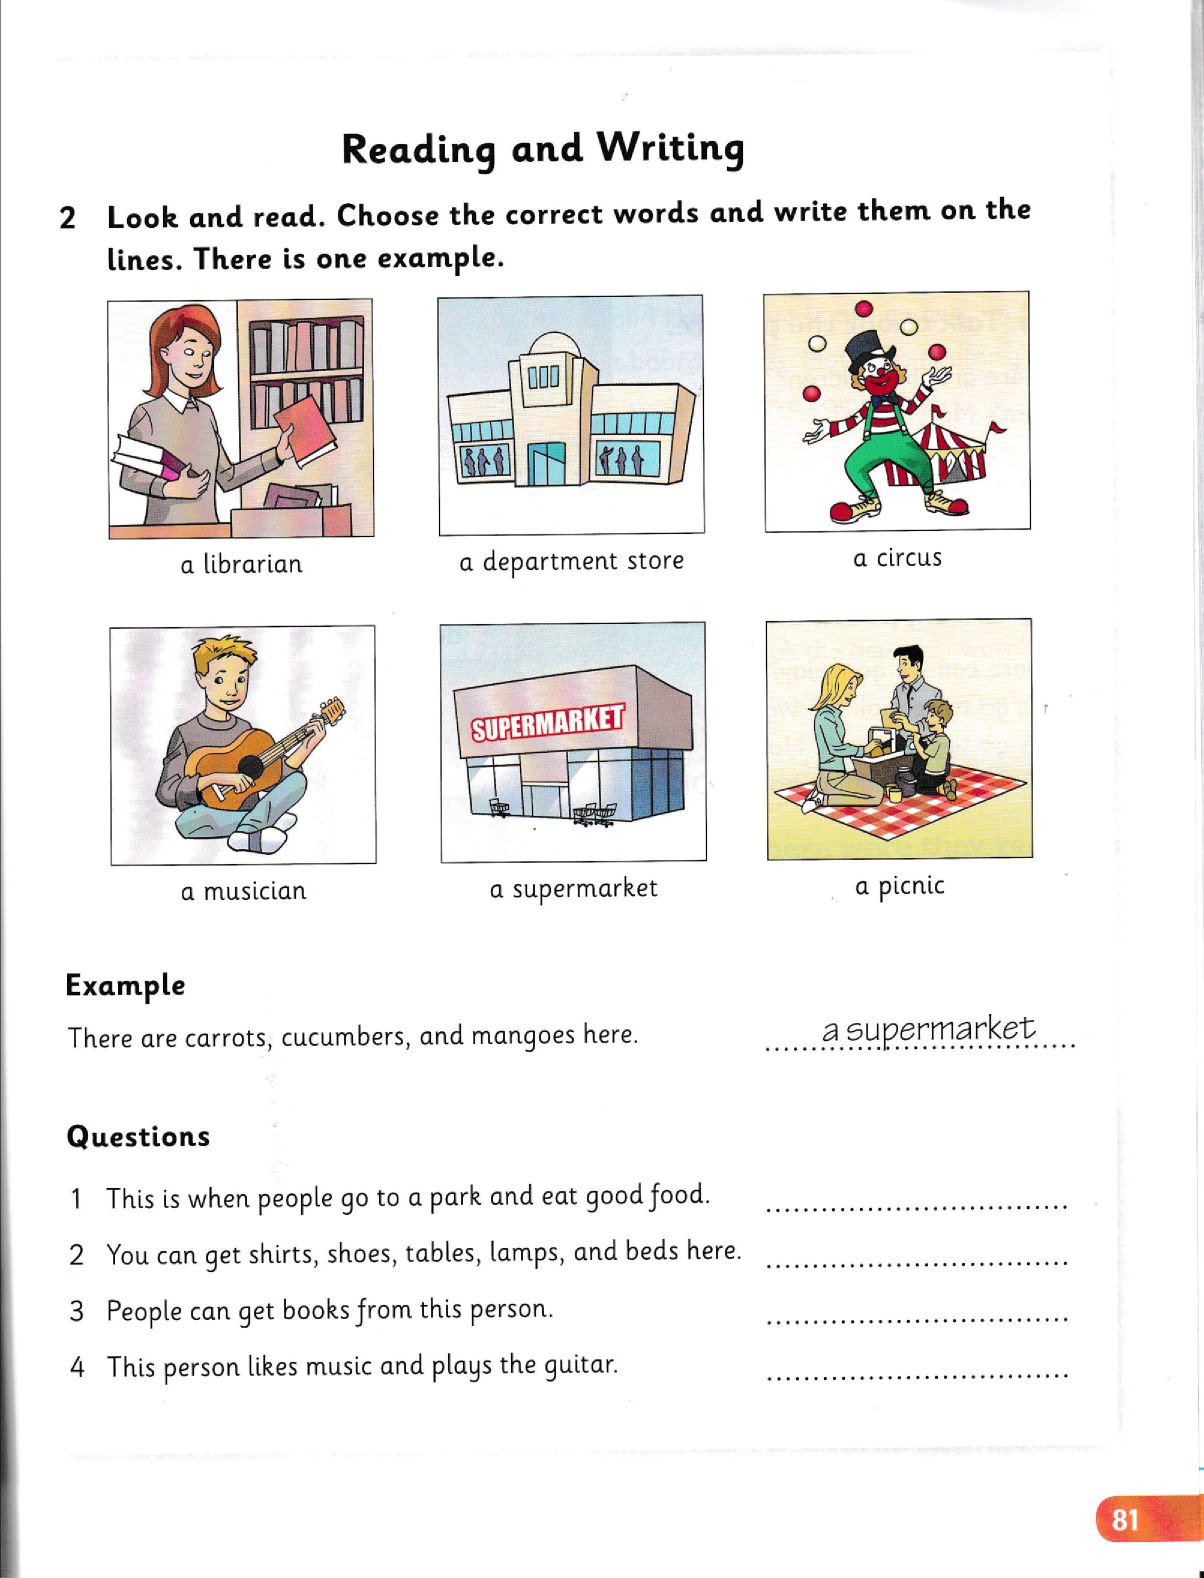 Reading and Writing
2 Look and read. Choose the correct words and write them on the
lines. There is one example.
a librarian
a department store
a circus
SUPERMARKET
a musician
a supermarket
a picnic
Example
There are carrots, cucumbers, and mangoes here.
a supermarket
Questions
1 This is when people go to a park and eat good food.
2 You can get shirts, shoes, tables, lamps, and beds here.
3 People can get books from this person.
4 This person likes music and plays the guitar.
81